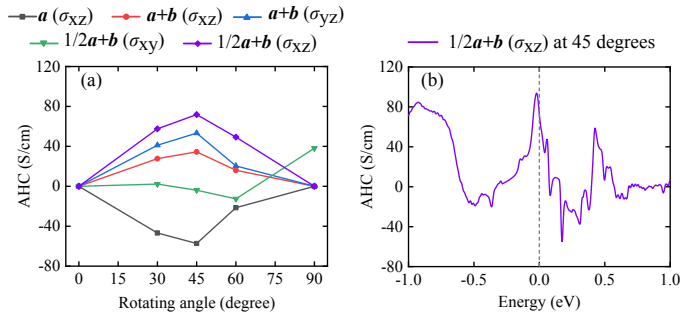 a (σxz) a+b (σxz) a+b (σyz)
1/2a+b (σxy) 1/2a+b (σxz)
1/2a+b (σxz) at 45 degrees
(a)
120
80
40
0
-40
-80
AHC (S/cm)
0 15 30 45 60 75 90
Rotating angle (degree)
(b)
120
80
40
0
-40
-80
AHC (S/cm)
-1.0 -0.5 0.0 0.5 1.0
Energy (eV)